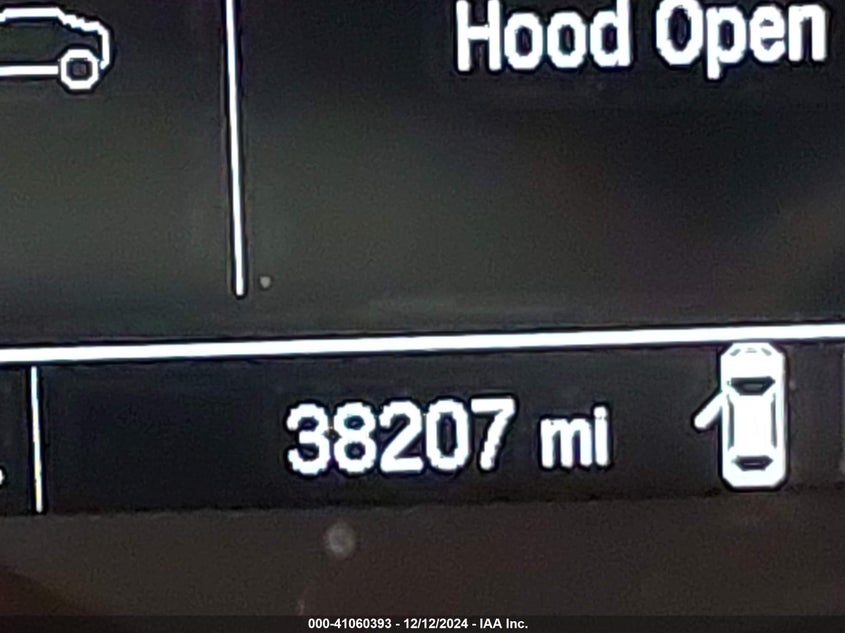 Hood Open
38207 mi
000-41060393 - 12/12/2024 - IAA Inc.